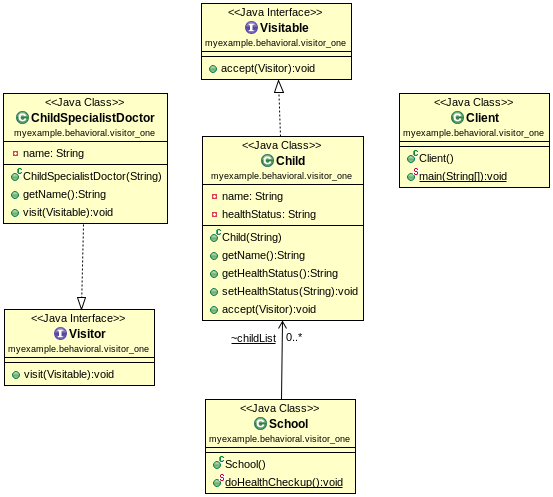 <<Java Interface>>
Visitable
myexample.behavioral.visitor_one
accept(Visitor):void
<<Java Class>>
ChildSpecialistDoctor
myexample.behavioral.visitor_one
name: String
ChildSpecialistDoctor(String)
getName():String
visit(Visitable):void
<<Java Class>>
Child
myexample.behavioral.visitor_one
name: String
healthStatus: String
Child(String)
getName():String
getHealthStatus():String
setHealthStatus(String):void
accept(Visitor):void
<<Java Class>>
Client
myexample.behavioral.visitor_one
Client()
main(String[]):void
<<Java Interface>>
Visitor
myexample.behavioral.visitor_one
visit(Visitable):void
~childList 0..*
<<Java Class>>
School
myexample.behavioral.visitor_one
School()
doHealthCheckup():void